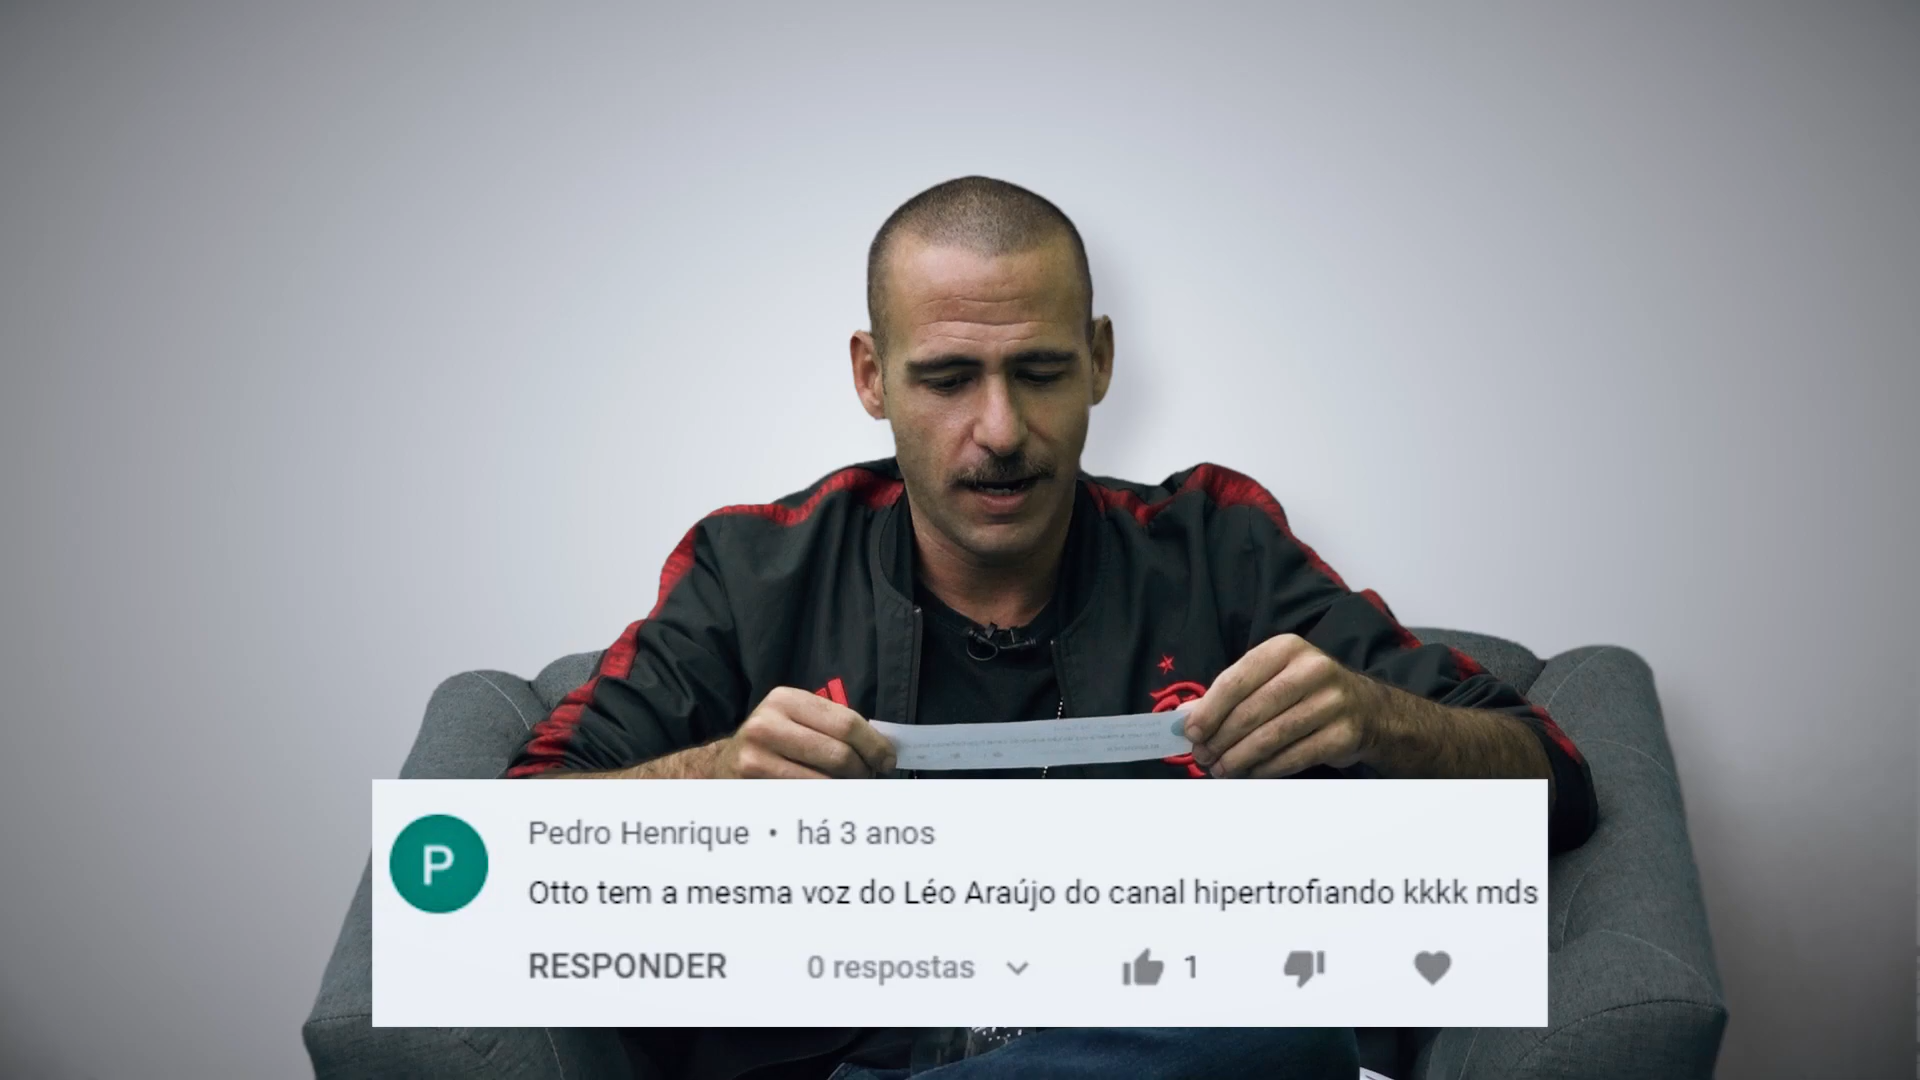 P
Pedro Henrique • há 3 anos
Otto tem a mesma voz do Léo Araújo do canal hipertrofiando kkkk mds
RESPONDER 0 respostas 1